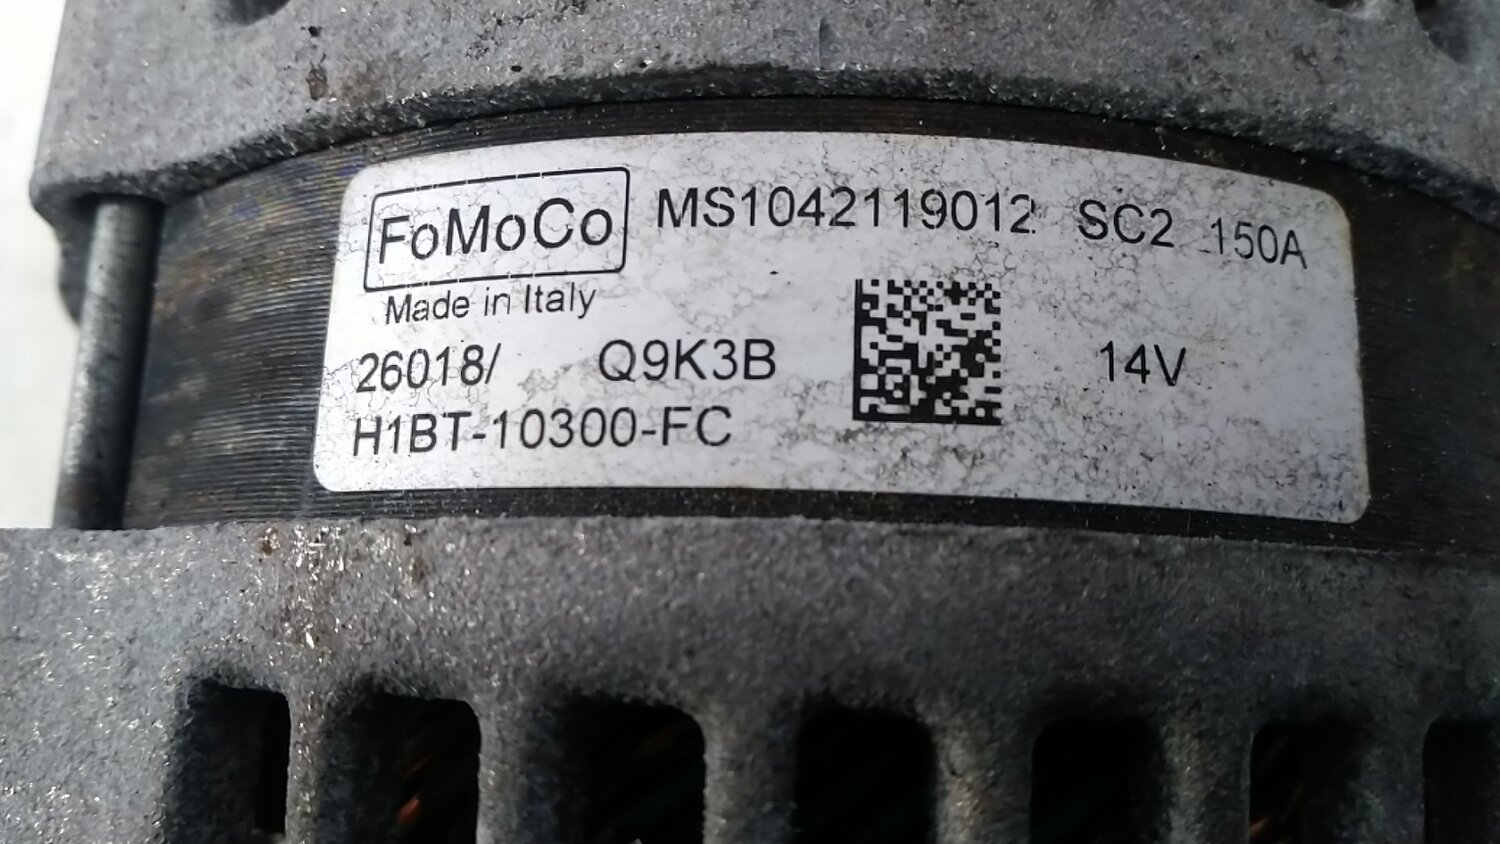 FoMoCo MS1042119012 SC2 150A
Made in Italy
26018/ Q9K3B 14V
H1BT-10300-FC